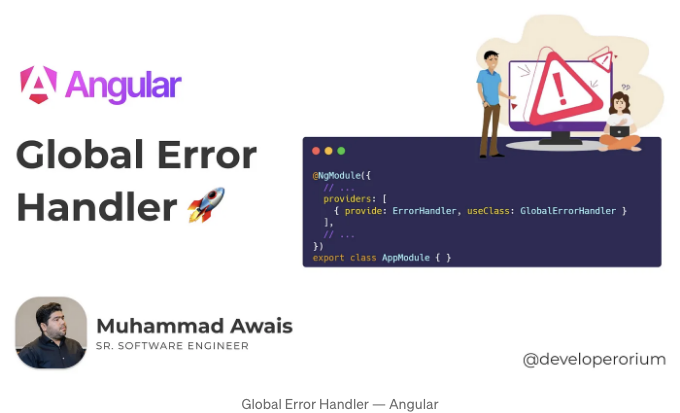 Angular
Global Error
Handler 🚀
@NgModule({
// ...
providers: [
{ provide: ErrorHandler, useClass: GlobalErrorHandler }
],
// ...
})
export class AppModule { }
Muhammad Awais
SR. SOFTWARE ENGINEER
@developerorium
Global Error Handler — Angular